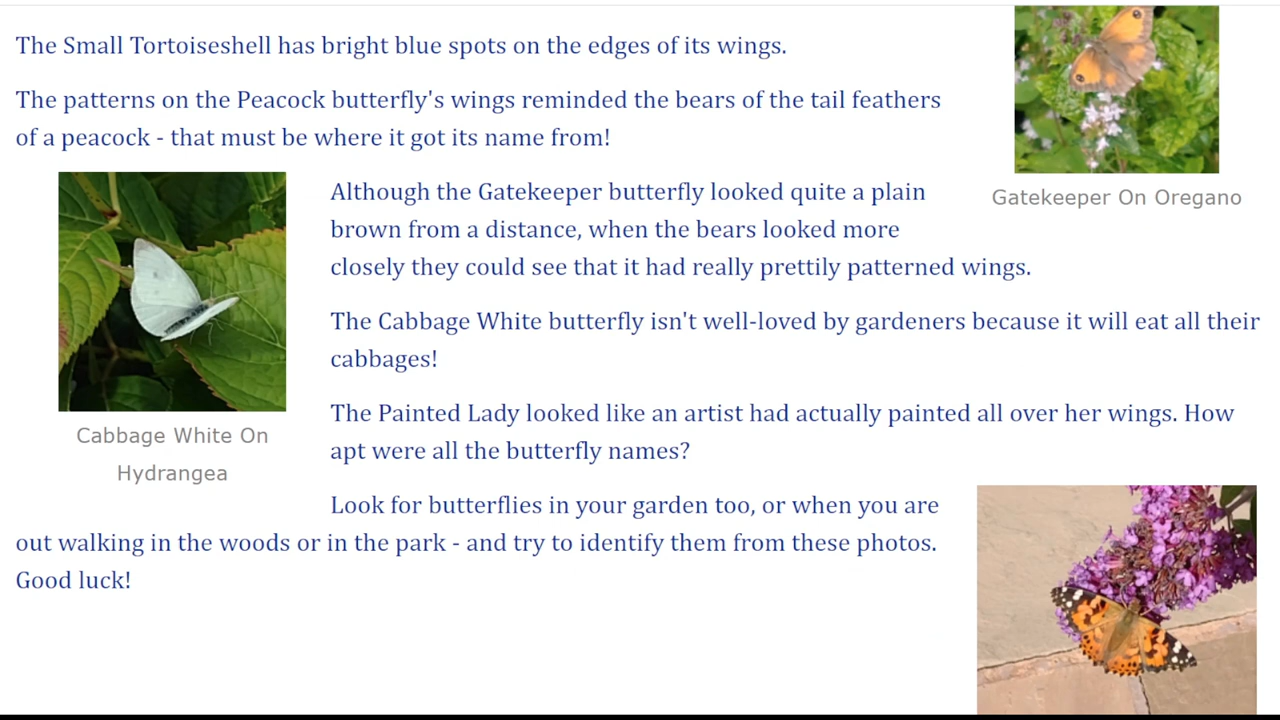 The Small Tortoiseshell has bright blue spots on the edges of its wings.
The patterns on the Peacock butterfly's wings reminded the bears of the tail feathers
of a peacock - that must be where it got its name from!
Gatekeeper On Oregano
Although the Gatekeeper butterfly looked quite a plain
brown from a distance, when the bears looked more
closely they could see that it had really prettily patterned wings.
The Cabbage White butterfly isn't well-loved by gardeners because it will eat all their
cabbages!
Cabbage White On
Hydrangea
The Painted Lady looked like an artist had actually painted all over her wings. How
apt were all the butterfly names?
Look for butterflies in your garden too, or when you are
out walking in the woods or in the park - and try to identify them from these photos.
Good luck!